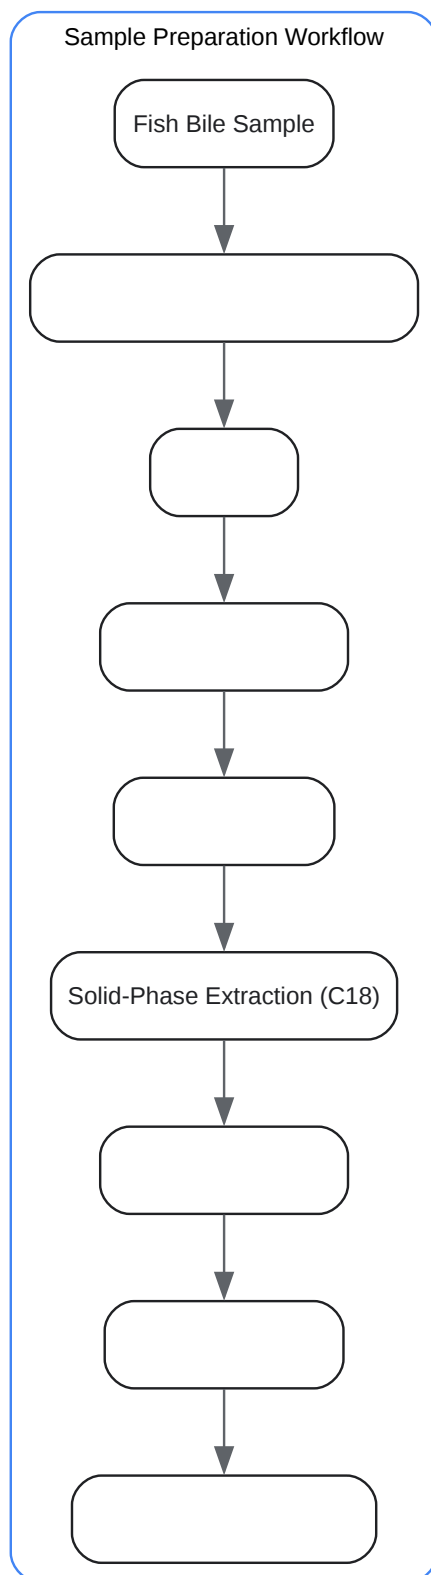 Sample Preparation Workflow
Fish Bile Sample
Solid-Phase Extraction (C18)